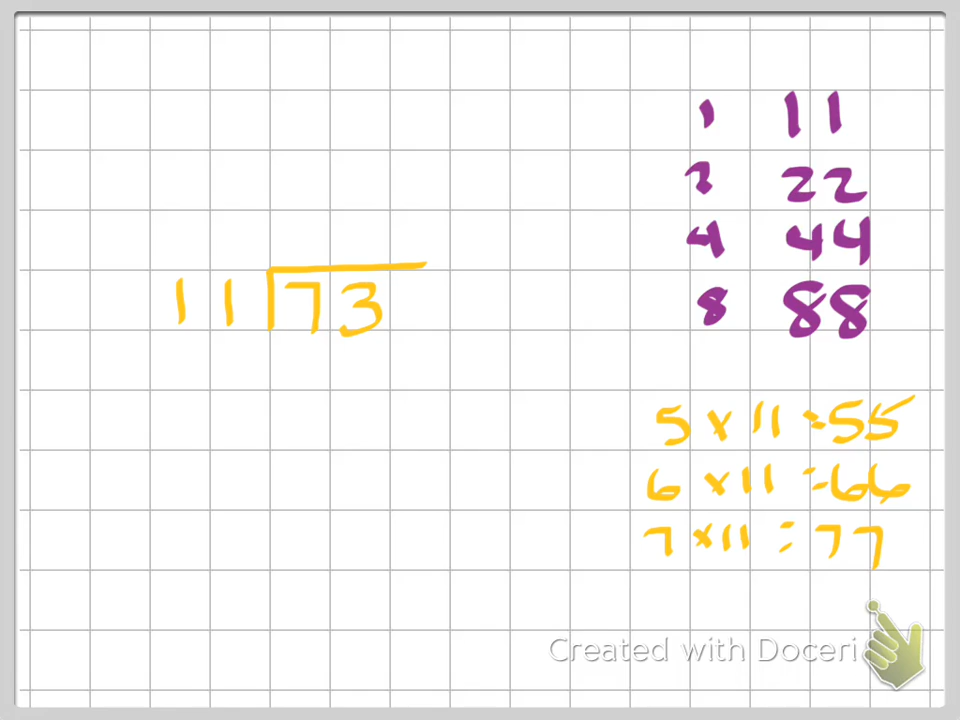 1 11
2 22
4 44
8 88
11 73
5 x 11 = 55
6 x 11 = 66
7 x 11 = 77
Created with Doceri